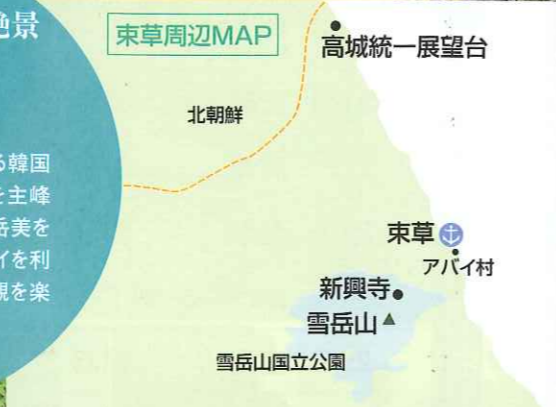 絶景
る韓国
を主峰
岳美を
イを利
観を楽
束草周辺MAP
高城統一展望台
北朝鮮
束草
アバイ村
新興寺
雪岳山
雪岳山国立公園